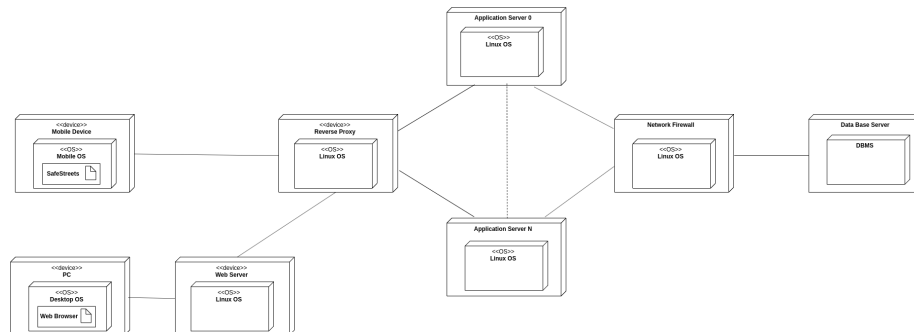 Application Server 0
<<OS>>
Linux OS
<<device>>
Mobile Device
<<OS>>
Mobile OS
SafeStreets
<<device>>
Reverse Proxy
<<OS>>
Linux OS
Network Firewall
<<OS>>
Linux OS
Data Base Server
DBMS
Application Server N
<<OS>>
Linux OS
<<device>>
PC
<<OS>>
Desktop OS
Web Browser
<<device>>
Web Server
<<OS>>
Linux OS